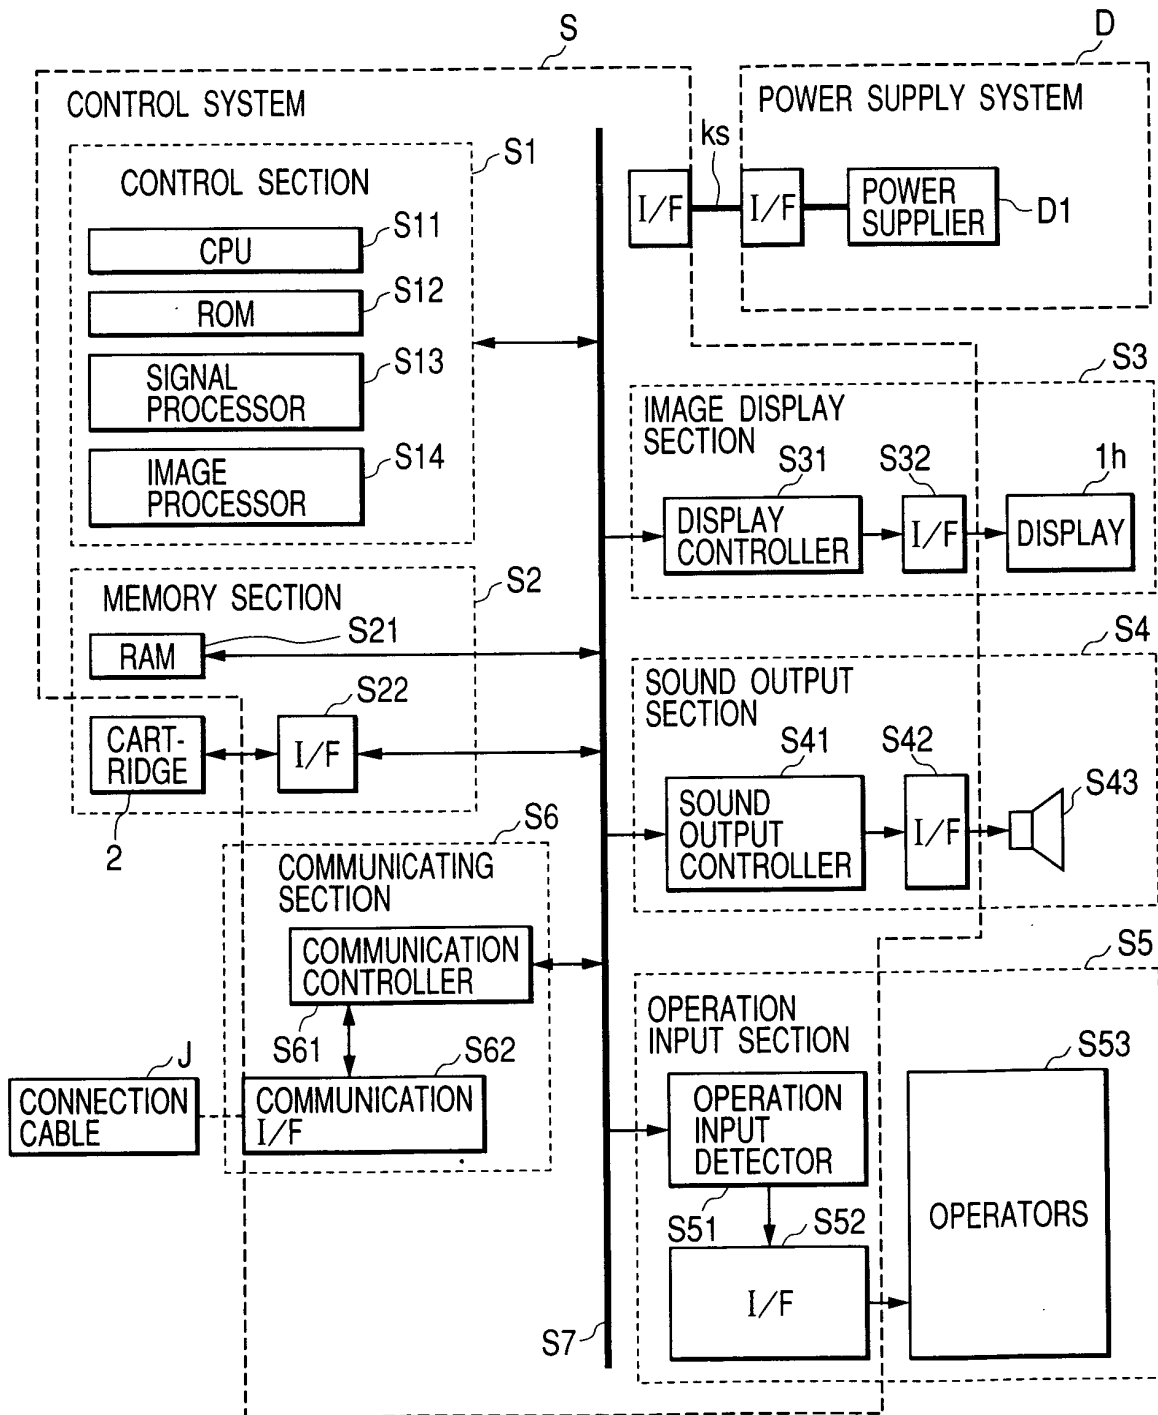 S
D
CONTROL SYSTEM
POWER SUPPLY SYSTEM
S1
CONTROL SECTION
ks
I/F
I/F
POWER
SUPPLIER
D1
S11
CPU
S12
ROM
S13
SIGNAL
PROCESSOR
S14
IMAGE
PROCESSOR
S3
IMAGE DISPLAY
SECTION
S31
S32
1h
DISPLAY
CONTROLLER
I/F
DISPLAY
S2
MEMORY SECTION
S21
RAM
S22
CART-
RIDGE
I/F
2
S4
SOUND OUTPUT
SECTION
S41
S42
S43
SOUND
OUTPUT
CONTROLLER
I/F
S6
COMMUNICATING
SECTION
COMMUNICATION
CONTROLLER
S61
S62
J
CONNECTION
CABLE
COMMUNICATION
I/F
S5
OPERATION
INPUT SECTION
S53
OPERATION
INPUT
DETECTOR
S51
S52
I/F
OPERATORS
S7